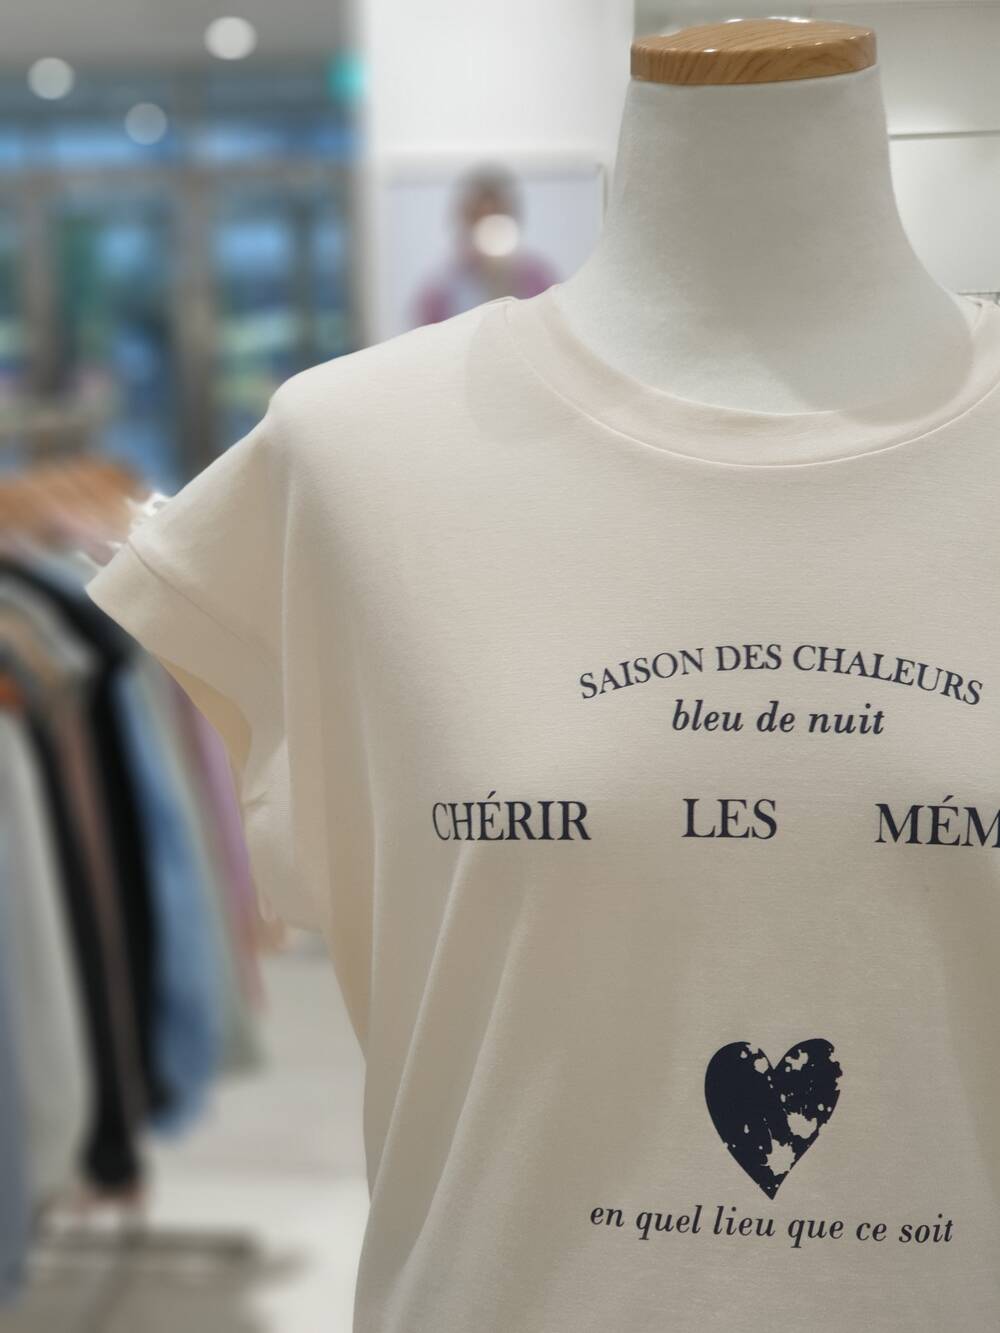 SAISON DES CHALEURS
bleu de nuit
CHÉRIR LES MÉM
en quel lieu que ce soit